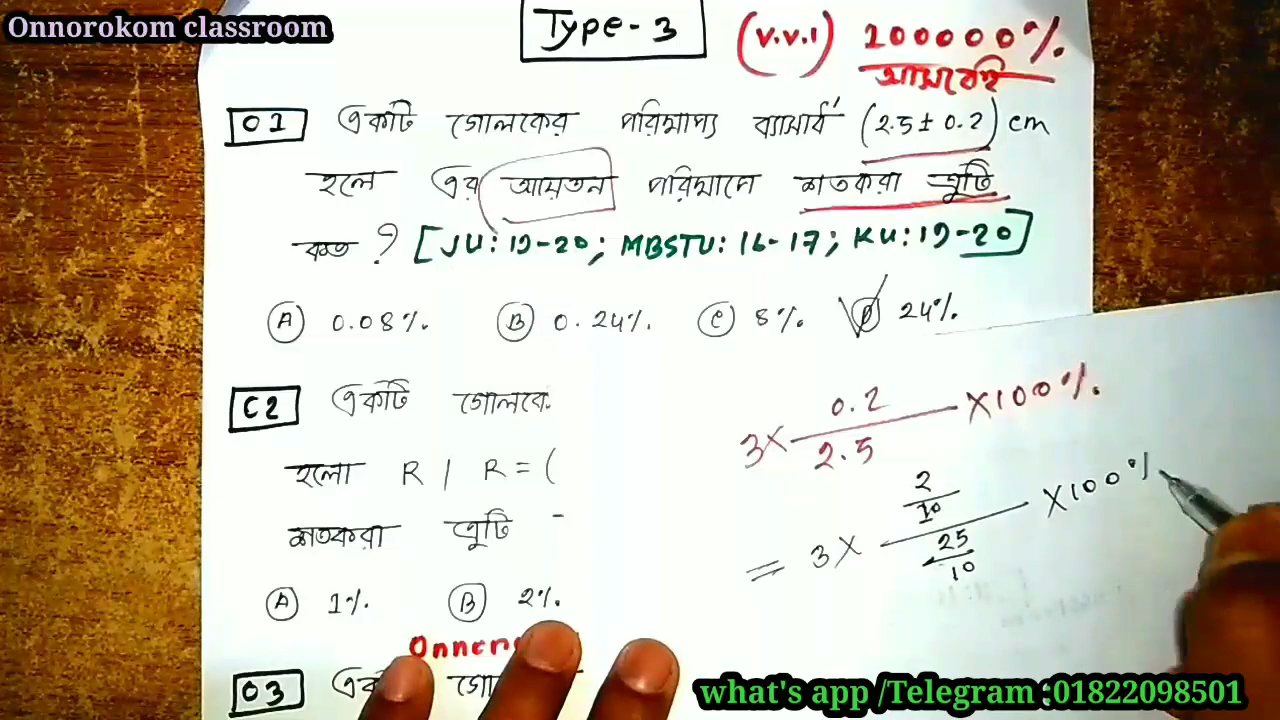 Onnorokom classroom
Type-3 (V.V.I) 100000%
আসবেই
01 একটি গোলকের পরিমাপ্য ব্যাসার্ধ (2.5 ± 0.2) cm
হলে এর আয়তন পরিমাপে শতকরা ত্রুটি
কত ? [JU: 19-20; MBSTU: 16-17; KU: 19-20]
(A) 0.08%. (B) 0.24%. (C) 8%. (D) 24%.
02 একটি গোলকে
হলো R / R = (
শতকরা ত্রুটি -
(A) 1%. (B) 2%.
3× 0.2/2.5 ×100%.
= 3× 2/10 / 25/10 ×100%
03 গো
what's app /Telegram :01822098501